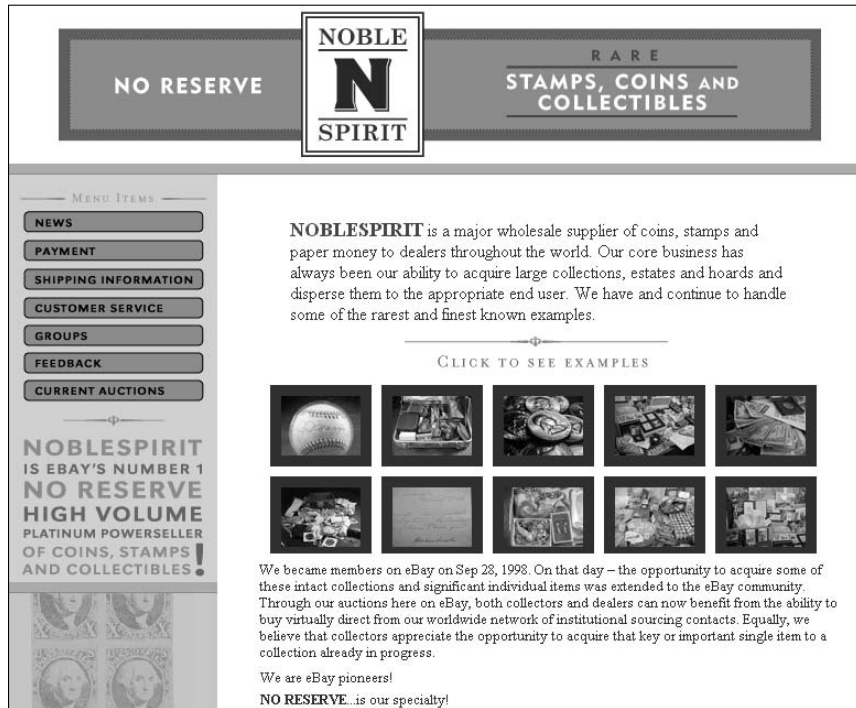 NO RESERVE
NOBLE
N
SPIRIT
RARE
STAMPS, COINS AND
COLLECTIBLES
MENU ITEMS
NEWS
PAYMENT
SHIPPING INFORMATION
CUSTOMER SERVICE
GROUPS
FEEDBACK
CURRENT AUCTIONS
NOBLESPIRIT
IS EBAY'S NUMBER 1
NO RESERVE
HIGH VOLUME
PLATINUM POWERSELLER
OF COINS, STAMPS
AND COLLECTIBLES!
NOBLESPIRIT is a major wholesale supplier of coins, stamps and
paper money to dealers throughout the world. Our core business has
always been our ability to acquire large collections, estates and hoards and
disperse them to the appropriate end user. We have and continue to handle
some of the rarest and finest known examples.
CLICK TO SEE EXAMPLES
We became members on eBay on Sep 28, 1998. On that day – the opportunity to acquire some of
these intact collections and significant individual items was extended to the eBay community.
Through our auctions here on eBay, both collectors and dealers can now benefit from the ability to
buy virtually direct from our worldwide network of institutional sourcing contacts. Equally, we
believe that collectors appreciate the opportunity to acquire that key or important single item to a
collection already in progress.
We are eBay pioneers!
NO RESERVE...is our specialty!